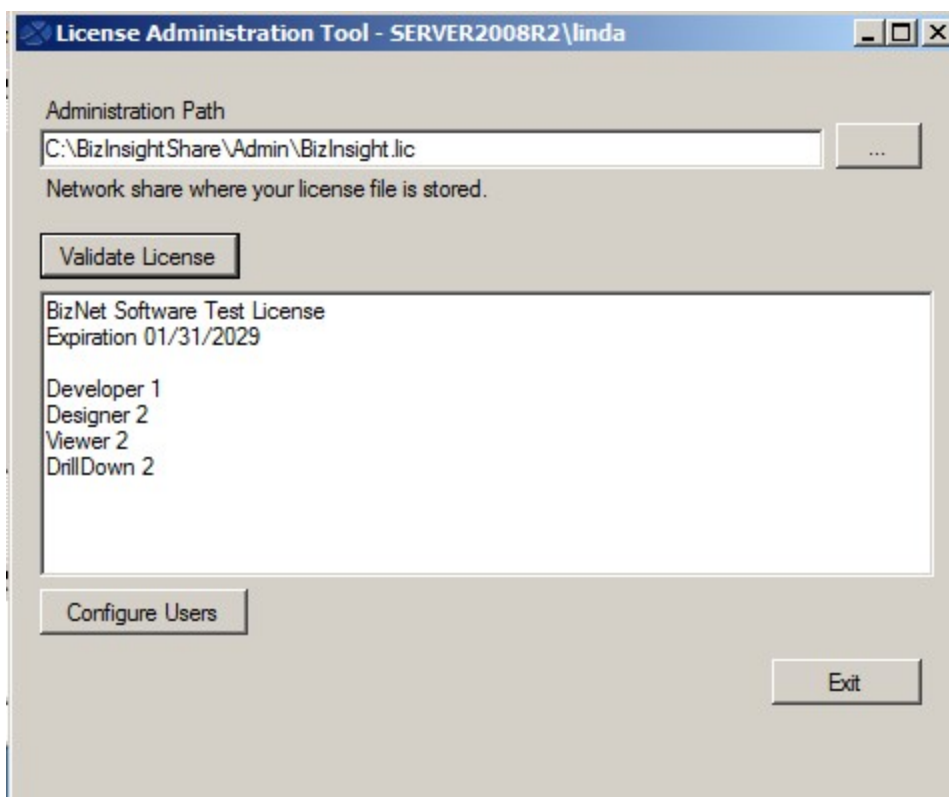 License Administration Tool - SERVER2008R2\linda
Administration Path
C:\BizInsightShare\Admin\BizInsight.lic
...
Network share where your license file is stored.
Validate License
BizNet Software Test License
Expiration 01/31/2029
Developer 1
Designer 2
Viewer 2
DrillDown 2
Configure Users
Exit